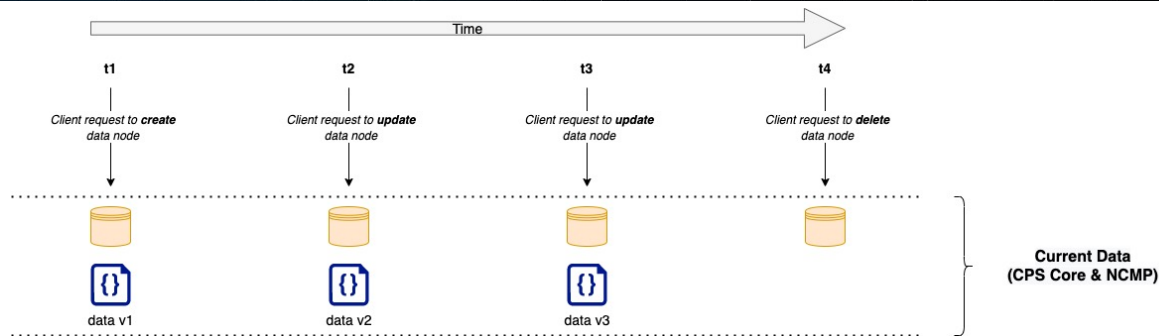 Time
t1
t2
t3
t4
Client request to create
data node
Client request to update
data node
Client request to update
data node
Client request to delete
data node
{}
{}
{}
data v1
data v2
data v3
Current Data
(CPS Core & NCMP)